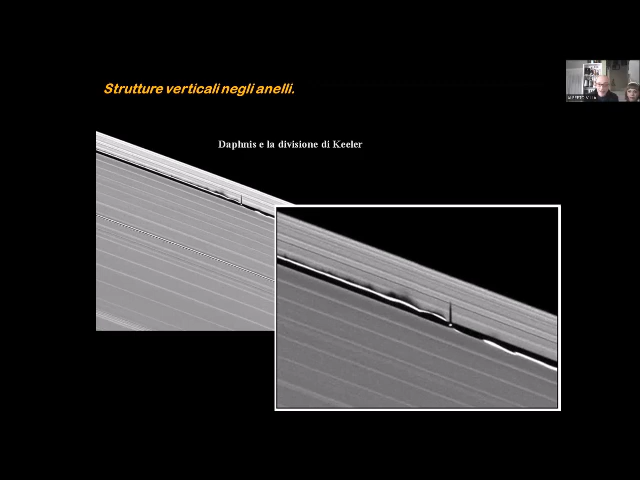 Strutture verticali negli anelli.
Daphnis e la divisione di Keeler